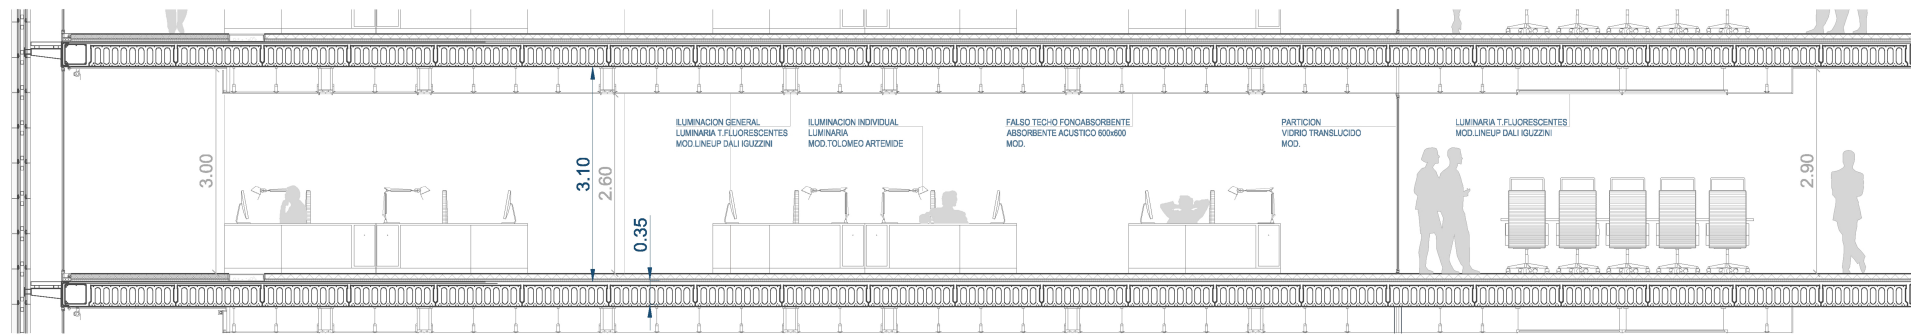 ILUMINACION GENERAL
LUMINARIA T.FLUORESCENTES
MOD.LINEUP DALI IGUZZINI
ILUMINACION INDIVIDUAL
LUMINARIA
MOD.TOLOMEO ARTEMIDE
FALSO TECHO FONOABSORBENTE
ABSORBENTE ACUSTICO 600x600
MOD.
PARTICION
VIDRIO TRANSLUCIDO
MOD.
LUMINARIA T.FLUORESCENTES
MOD.LINEUP DALI IGUZZINI
3.00
3.10
2.60
0.35
2.90